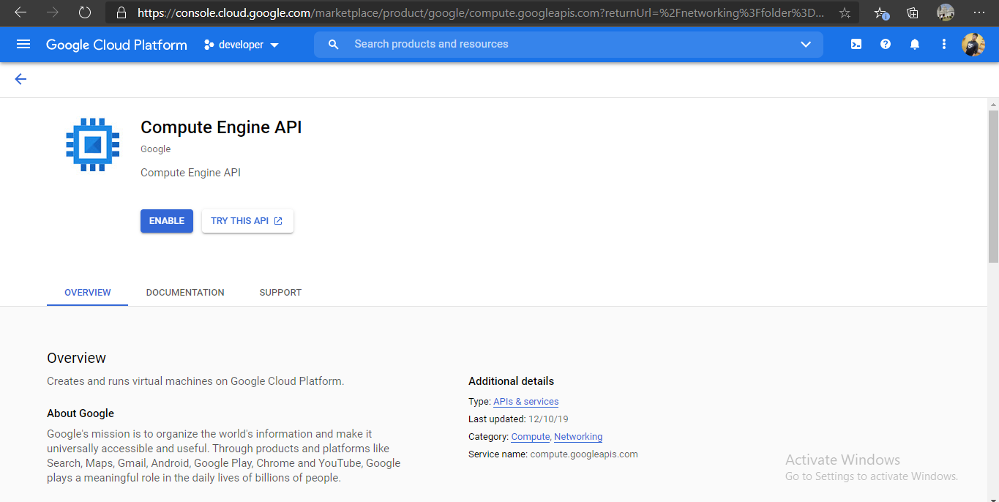 https://console.cloud.google.com/marketplace/product/google/compute.googleapis.com?returnUrl=%2Fnetworking%3Ffolder%3D...
Google Cloud Platform developer Search products and resources
Compute Engine API
Google
Compute Engine API
ENABLE TRY THIS API
OVERVIEW DOCUMENTATION SUPPORT
Overview
Creates and runs virtual machines on Google Cloud Platform.
About Google
Google's mission is to organize the world's information and make it
universally accessible and useful. Through products and platforms like
Search, Maps, Gmail, Android, Google Play, Chrome and YouTube, Google
plays a meaningful role in the daily lives of billions of people.
Additional details
Type: APIs & services
Last updated: 12/10/19
Category: Compute, Networking
Service name: compute.googleapis.com
Activate Windows
Go to Settings to activate Windows.